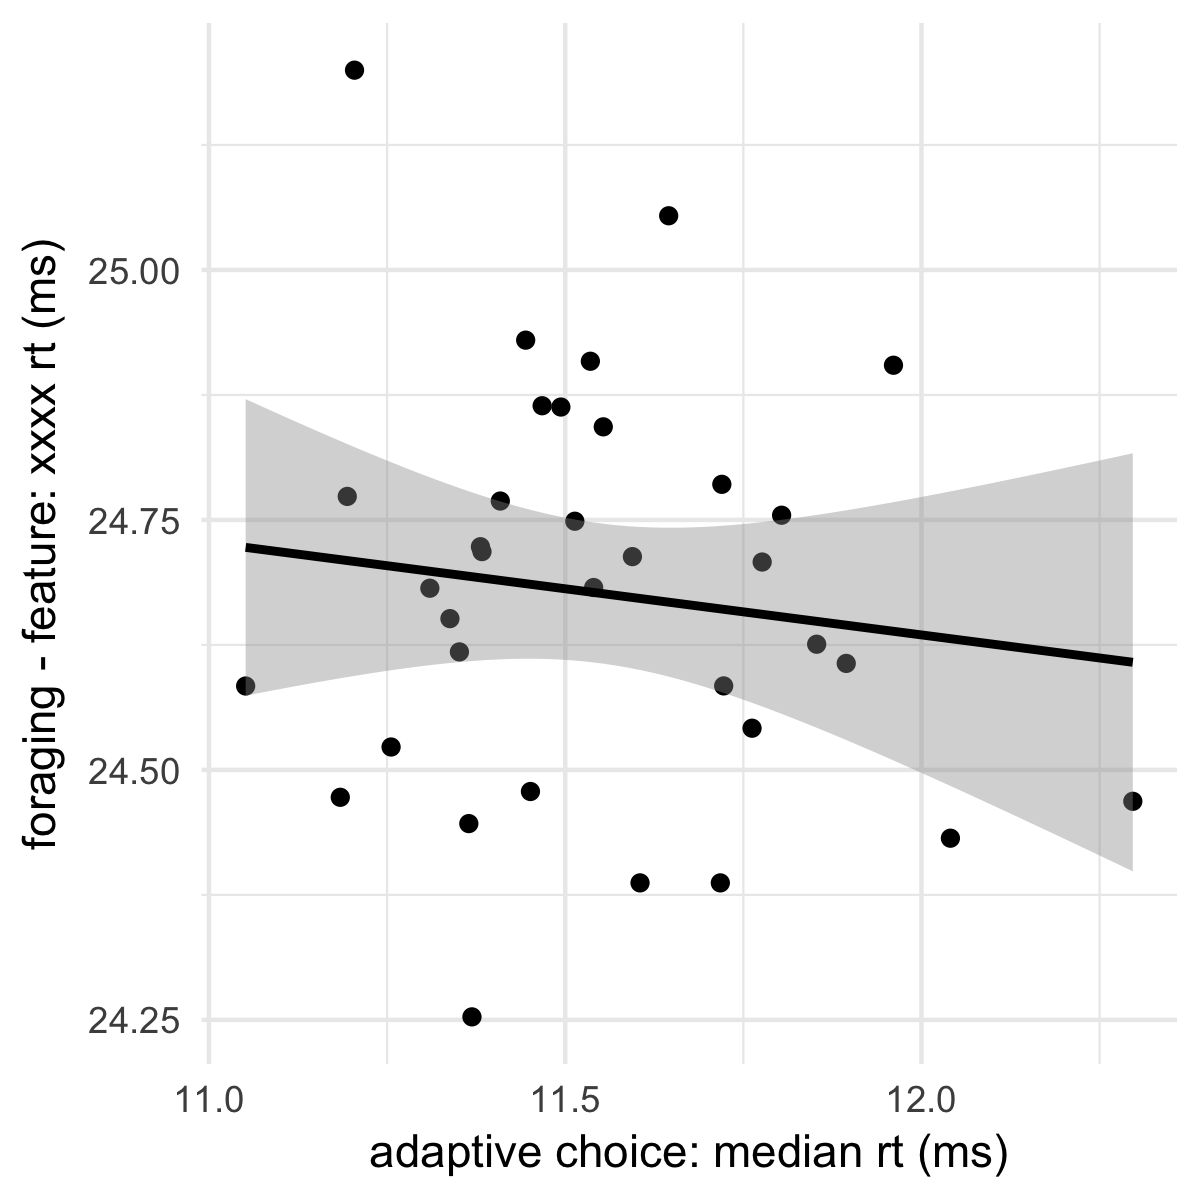 foraging - feature: xxxx rt (ms)
25.00
24.75
24.50
24.25
11.0 11.5 12.0
adaptive choice: median rt (ms)